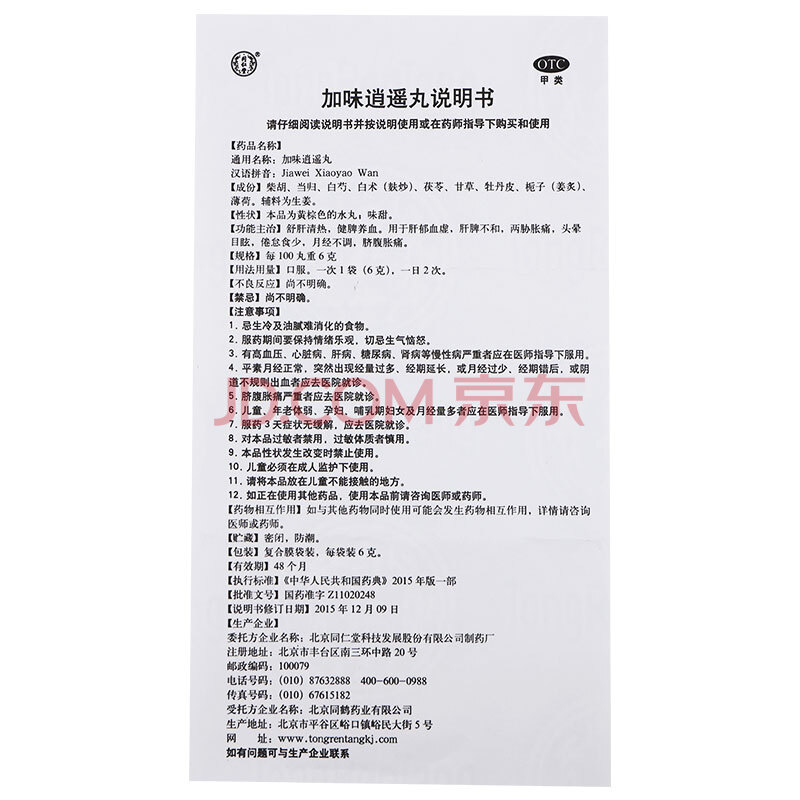 同仁堂
®
OTC
甲类
加味逍遥丸说明书
请仔细阅读说明书并按说明使用或在药师指导下购买和使用
【药品名称】
通用名称：加味逍遥丸
汉语拼音：Jiawei Xiaoyao Wan
【成份】柴胡、当归、白芍、白术（麸炒）、茯苓、甘草、牡丹皮、栀子（姜炙）、
薄荷。辅料为生姜。
【性状】本品为黄棕色的水丸；味甜。
【功能主治】舒肝清热，健脾养血。用于肝郁血虚，肝脾不和，两胁胀痛，头晕
目眩，倦怠食少，月经不调，脐腹胀痛。
【规格】每100丸重6克
【用法用量】口服。一次1袋（6克），一日2次。
【不良反应】尚不明确。
【禁忌】尚不明确。
【注意事项】
1．忌生冷及油腻难消化的食物。
2．服药期间要保持情绪乐观，切忌生气恼怒。
3．有高血压、心脏病、肝病、糖尿病、肾病等慢性病严重者应在医师指导下服用。
4．平素月经正常，突然出现经量过多、经期延长，或月经过少、经期错后，或阴
道不规则出血者应去医院就诊。
5．脐腹胀痛严重者应去医院就诊。
JD.COM 京东
6．儿童、年老体弱、孕妇、哺乳期妇女及月经量多者应在医师指导下服用。
7．服药3天症状无缓解，应去医院就诊。
8．对本品过敏者禁用，过敏体质者慎用。
9．本品性状发生改变时禁止使用。
10．儿童必须在成人监护下使用。
11．请将本品放在儿童不能接触的地方。
12．如正在使用其他药品，使用本品前请咨询医师或药师。
【药物相互作用】如与其他药物同时使用可能会发生药物相互作用，详情请咨询
医师或药师。
【贮藏】密闭，防潮。
【包装】复合膜袋装，每袋装6克。
【有效期】48个月
【执行标准】《中华人民共和国药典》2015年版一部
【批准文号】国药准字Z11020248
【说明书修订日期】2015年12月09日
【生产企业】
委托方企业名称：北京同仁堂科技发展股份有限公司制药厂
注册地址：北京市丰台区南三环中路20号
邮政编码：100079
电话号码：(010) 87632888 400-600-0988
传真号码：(010) 67615182
受托方企业名称：北京同鹤药业有限公司
生产地址：北京市平谷区峪口镇峪民大街5号
网 址：www.tongrentangkj.com
如有问题可与生产企业联系